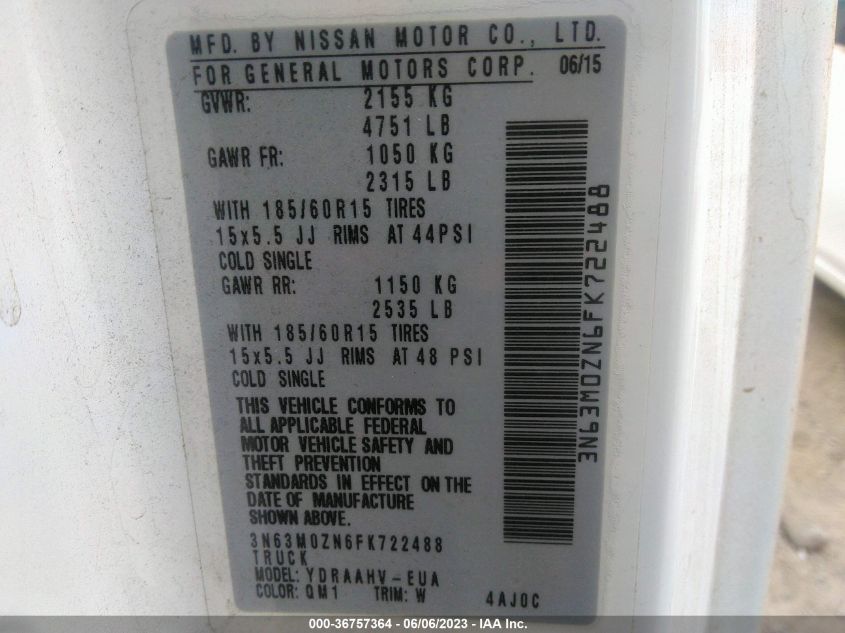 MFD. BY NISSAN MOTOR CO., LTD.
FOR GENERAL MOTORS CORP. 06/15
GVWR: 2155 KG
4751 LB
GAWR FR: 1050 KG
2315 LB
WITH 185/60R15 TIRES
15x5.5 JJ RIMS AT 44PSI
COLD SINGLE
GAWR RR: 1150 KG
2535 LB
WITH 185/60R15 TIRES
15x5.5 JJ RIMS AT 48 PSI
COLD SINGLE
THIS VEHICLE CONFORMS TO
ALL APPLICABLE FEDERAL
MOTOR VEHICLE SAFETY AND
THEFT PREVENTION
STANDARDS IN EFFECT ON THE
DATE OF MANUFACTURE
SHOWN ABOVE.
3N63M0ZN6FK722488
TRUCK
MODEL: YDRAAHV-EUA
COLOR: QM1 TRIM: W 4AJ0C
3N63M0ZN6FK722488
000-36757364 - 06/06/2023 - IAA Inc.